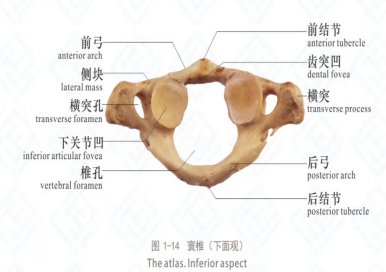 前弓
anterior arch
侧块
lateral mass
横突孔
transverse foramen
下关节凹
inferior articular fovea
椎孔
vertebral foramen
前结节
anterior tubercle
齿突凹
dental fovea
横突
transverse process
后弓
posterior arch
后结节
posterior tubercle
图 1-14 寰椎（下面观）
The atlas. Inferior aspect